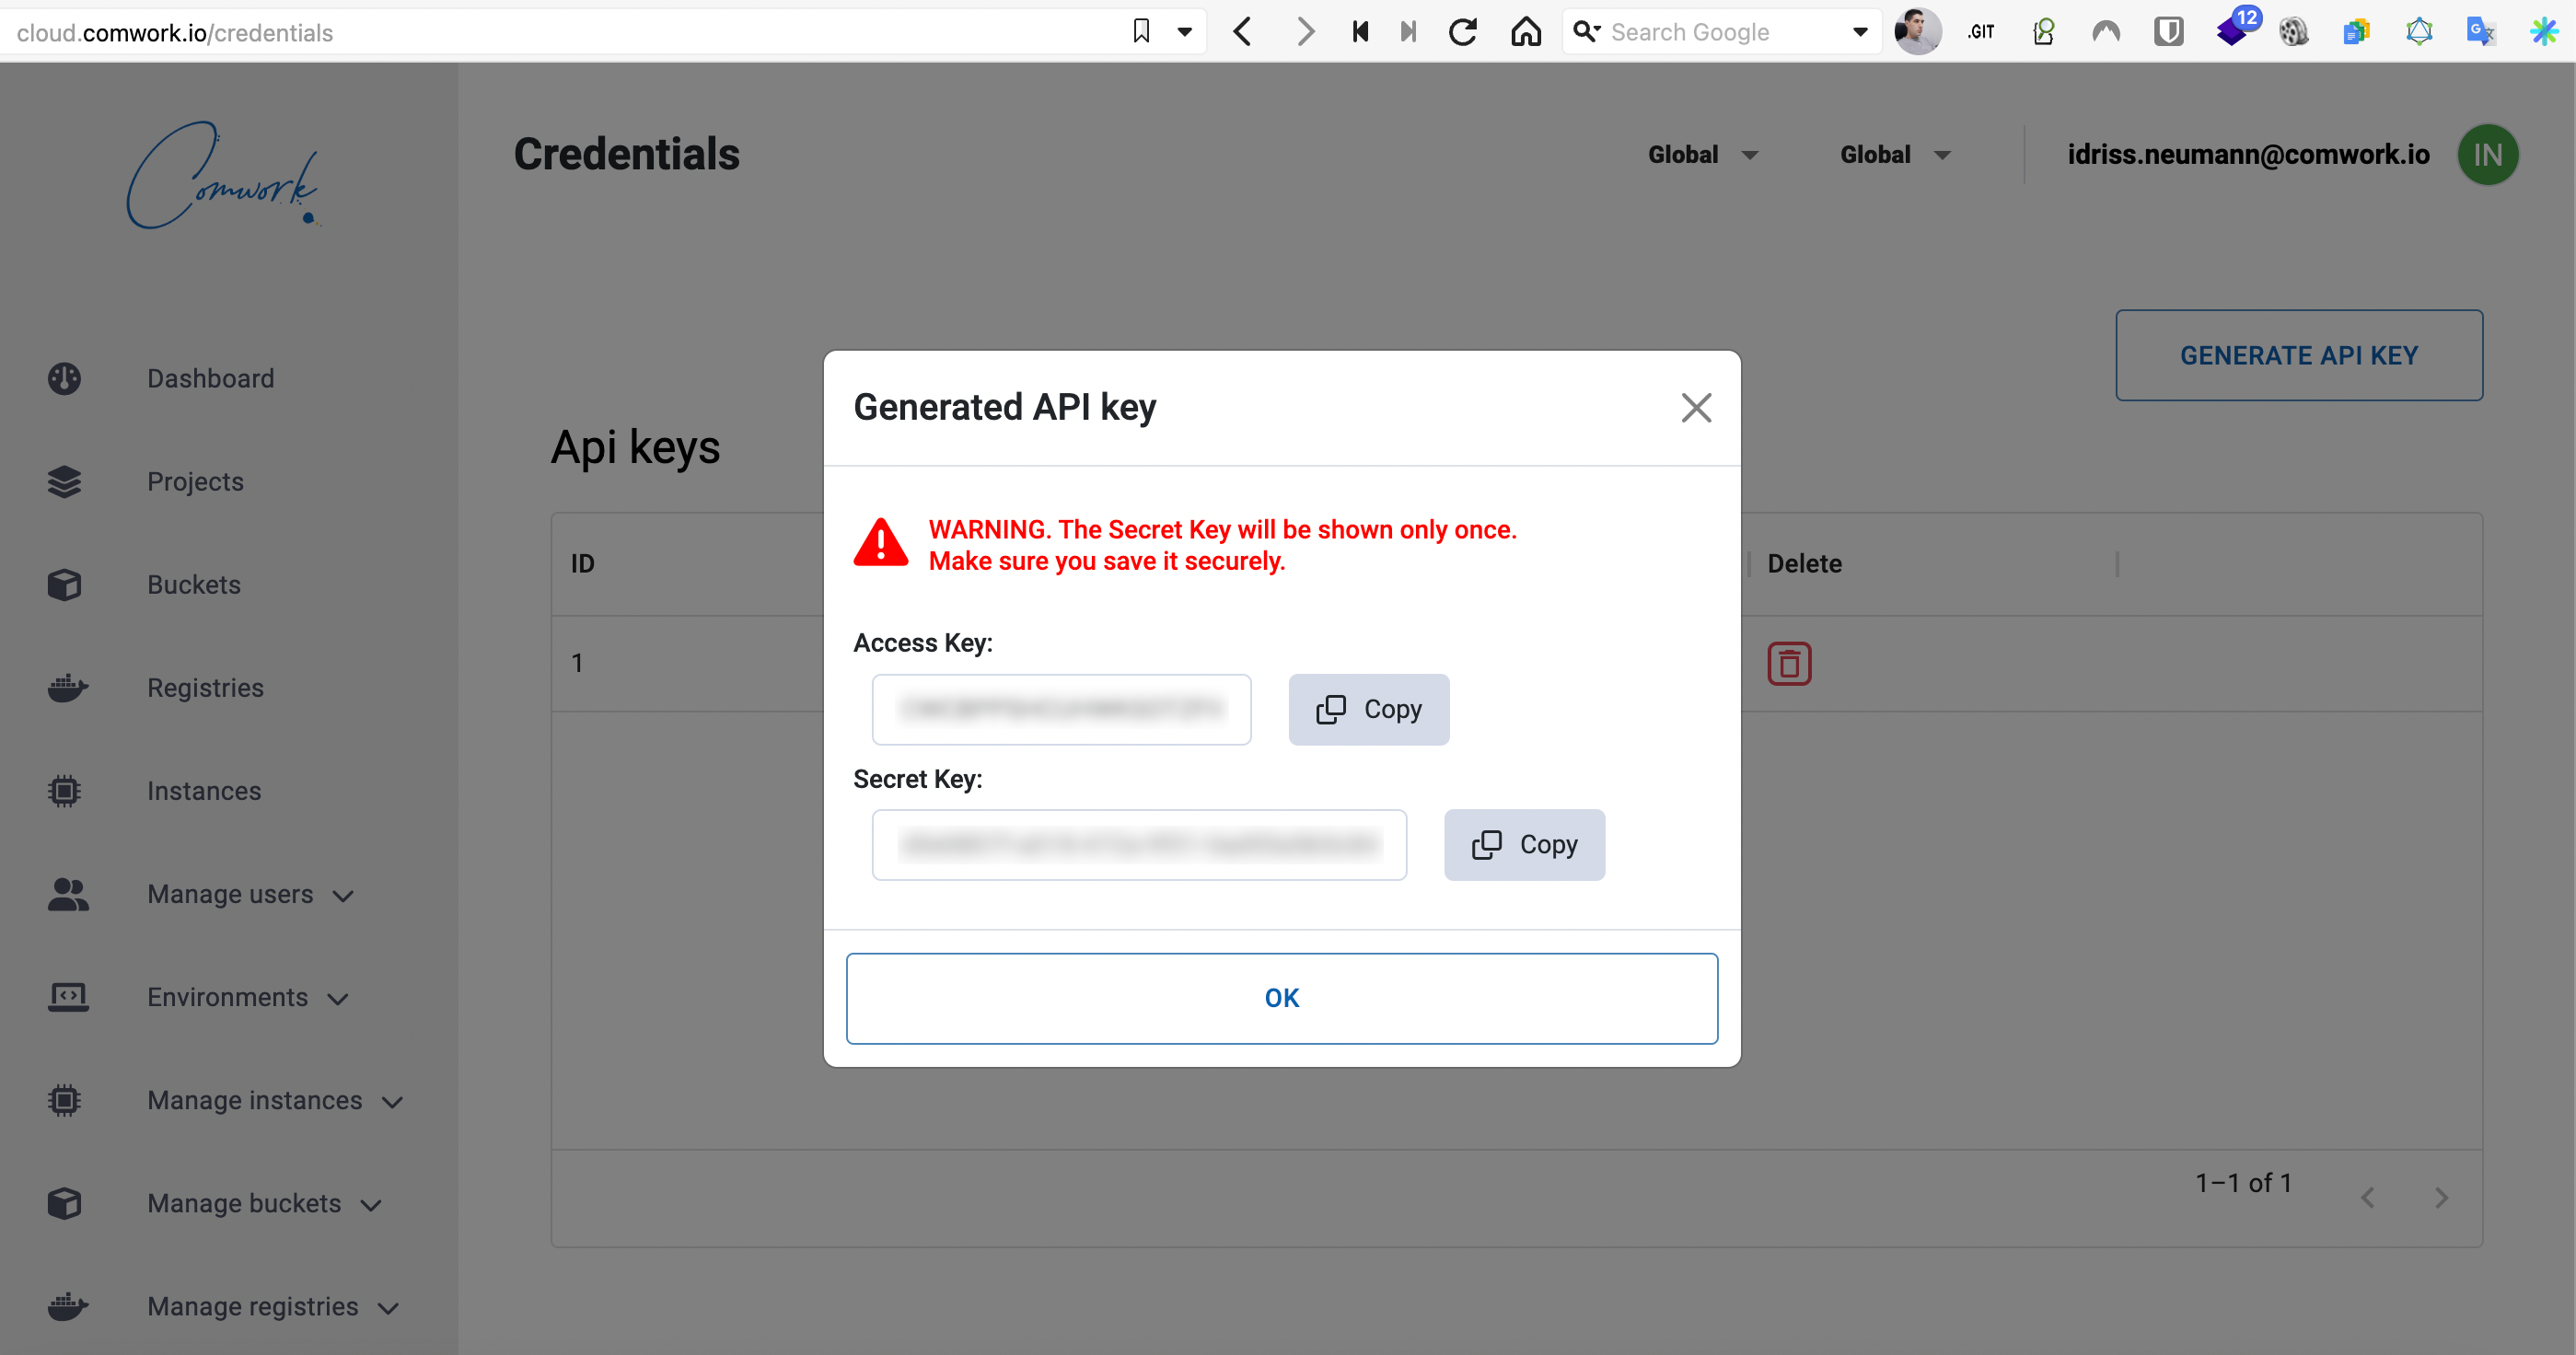 cloud.comwork.io/credentials
Search Google
.GIT
12
Comwork
Credentials
Global
Global
idriss.neumann@comwork.io
IN
Dashboard
Projects
Buckets
Registries
Instances
Manage users
Environments
Manage instances
Manage buckets
Manage registries
GENERATE API KEY
Api keys
ID
Delete
1
1–1 of 1
Generated API key
WARNING. The Secret Key will be shown only once.
Make sure you save it securely.
Access Key:
Copy
Secret Key:
Copy
OK